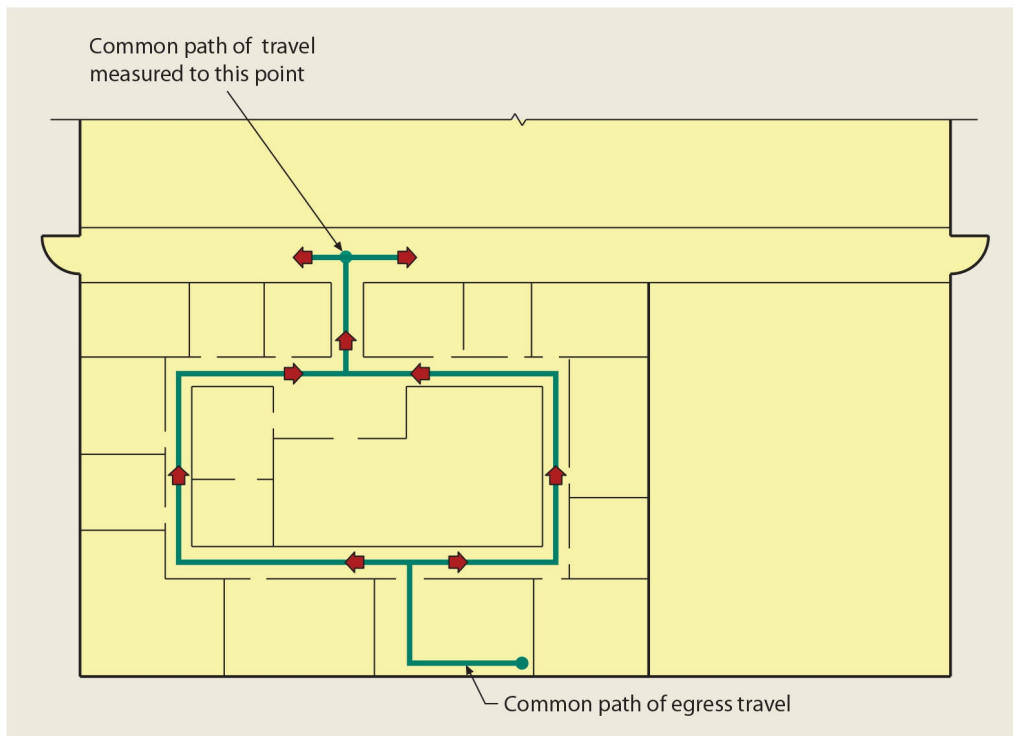 Common path of travel
measured to this point
Common path of egress travel